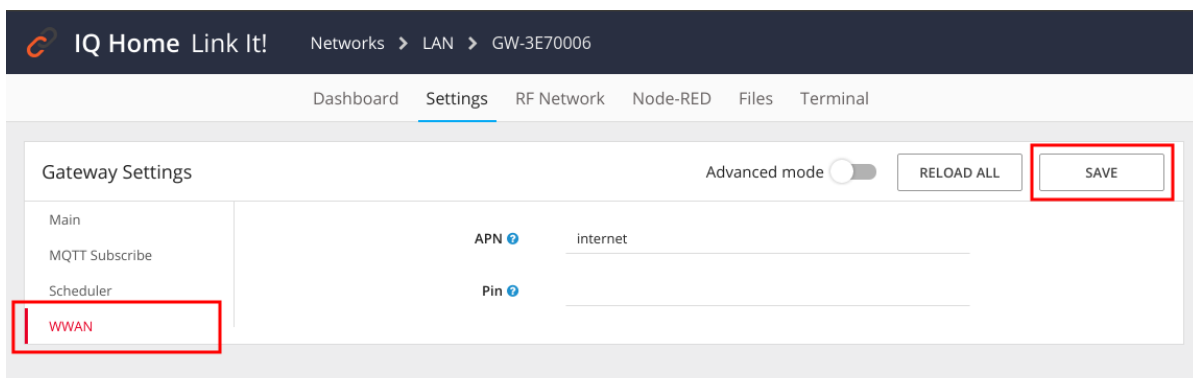 IQ Home Link It! Networks > LAN > GW-3E70006
Dashboard Settings RF Network Node-RED Files Terminal
Gateway Settings Advanced mode RELOAD ALL SAVE
Main
APN ? internet
MQTT Subscribe
Scheduler
Pin ?
WWAN